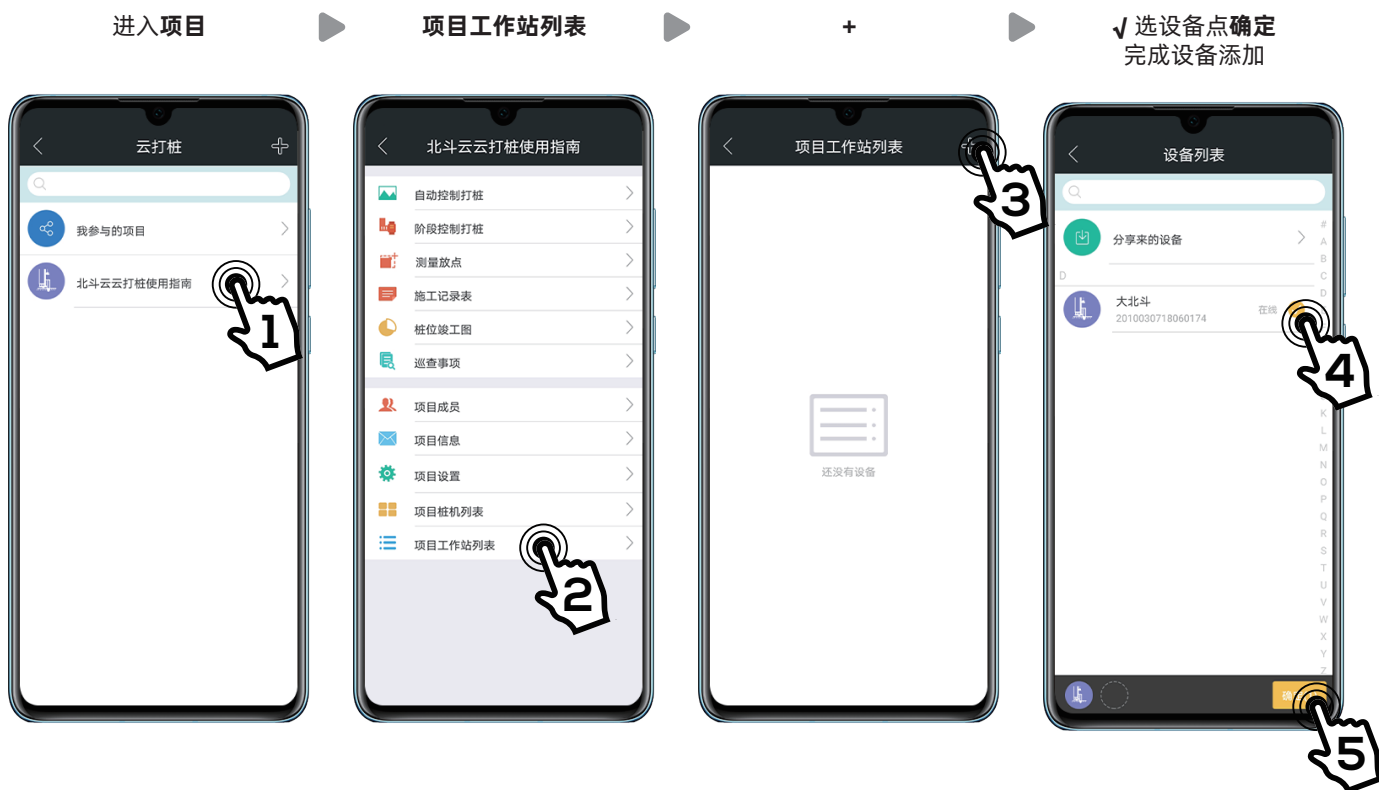 进入项目
项目工作站列表
+
√ 选设备点确定
完成设备添加
云打桩
我参与的项目
北斗云云打桩使用指南
1
北斗云云打桩使用指南
自动控制打桩
阶段控制打桩
测量放点
施工记录表
桩位竣工图
巡查事项
项目成员
项目信息
项目设置
项目桩机列表
项目工作站列表
2
项目工作站列表
3
还没有设备
设备列表
分享来的设备
D
大北斗
2010030718060174
在线
4
#
A
B
C
D
K
L
M
N
O
P
Q
R
S
T
U
V
W
X
Y
Z
5